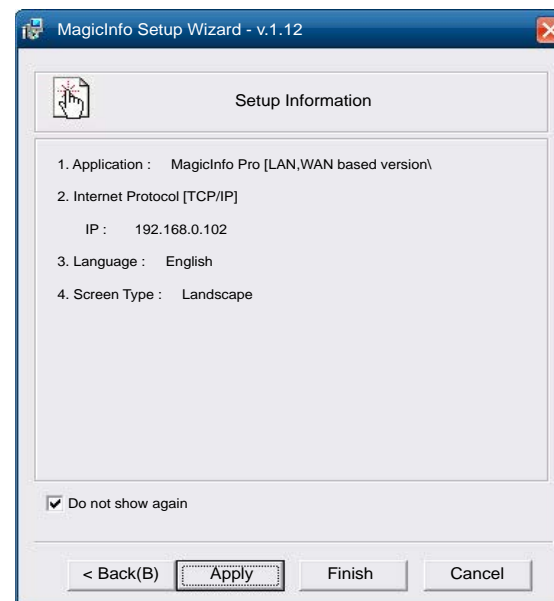 MagicInfo Setup Wizard - v.1.12
Setup Information
1. Application : MagicInfo Pro [LAN,WAN based version\
2. Internet Protocol [TCP/IP]
IP : 192.168.0.102
3. Language : English
4. Screen Type : Landscape
Do not show again
< Back(B) Apply Finish Cancel